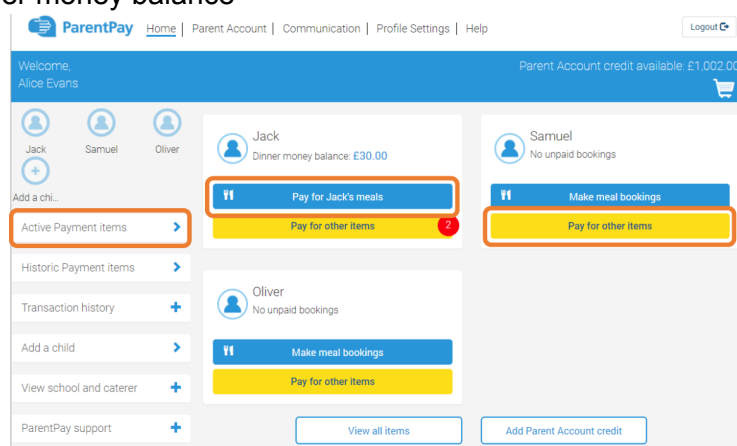 er money balance
ParentPay Home | Parent Account | Communication | Profile Settings | Help Logout
Welcome,
Alice Evans
Parent Account credit available: £1,002.00
Jack Samuel Oliver
Add a chi...
Active Payment items
Historic Payment items
Transaction history
Add a child
View school and caterer
ParentPay support
Jack
Dinner money balance: £30.00
Pay for Jack's meals
Pay for other items 2
Samuel
No unpaid bookings
Make meal bookings
Pay for other items
Oliver
No unpaid bookings
Make meal bookings
Pay for other items
View all items Add Parent Account credit